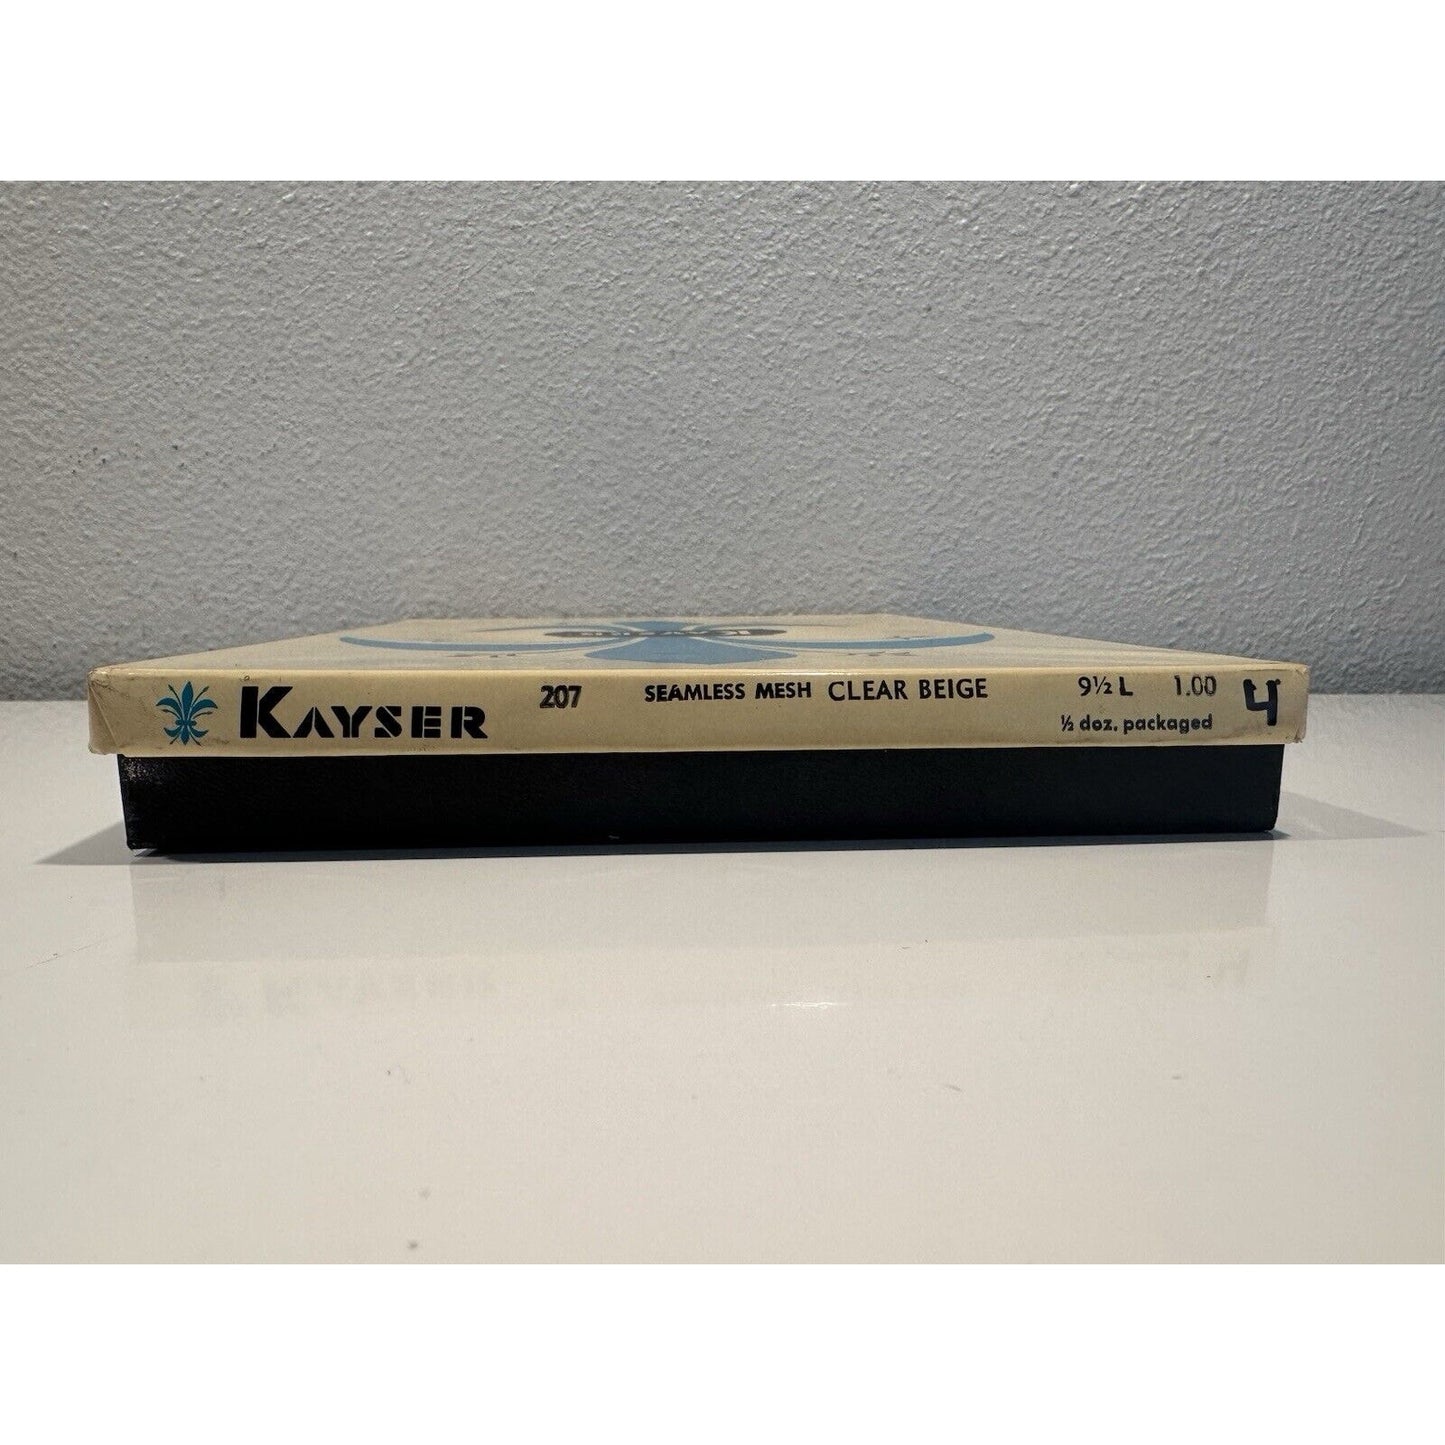 KAYSER 207 SEAMLESS MESH CLEAR BEIGE 9½ L 1.00 4
½ doz. packaged